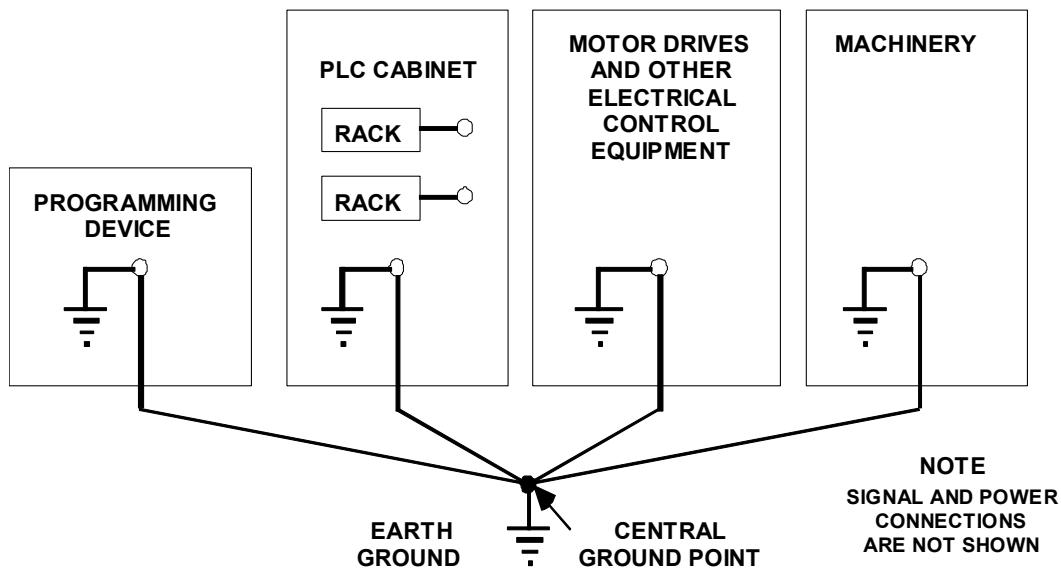 PROGRAMMING
DEVICE
PLC CABINET
RACK
RACK
MOTOR DRIVES
AND OTHER
ELECTRICAL
CONTROL
EQUIPMENT
MACHINERY
EARTH
GROUND
CENTRAL
GROUND POINT
NOTE
SIGNAL AND POWER
CONNECTIONS
ARE NOT SHOWN